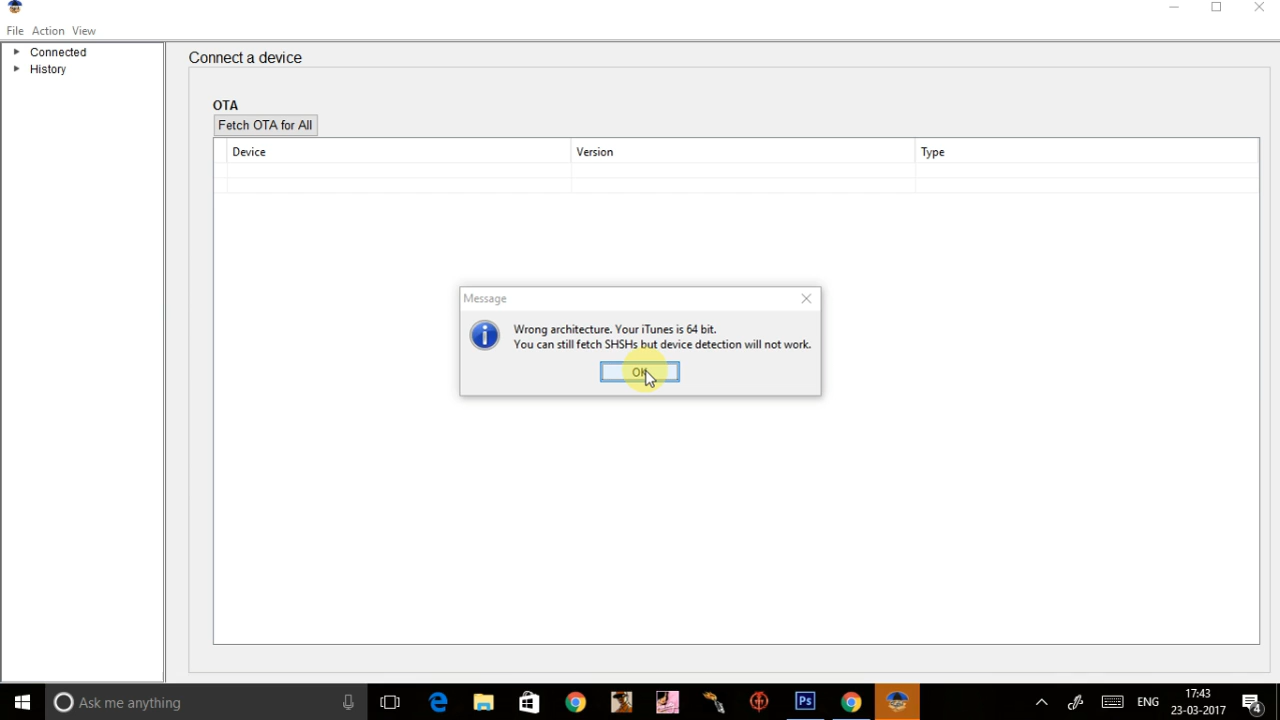 File Action View
Connected
History
Connect a device
OTA
Fetch OTA for All
Device Version Type
Message
Wrong architecture. Your iTunes is 64 bit.
You can still fetch SHSHs but device detection will not work.
OK
Ask me anything
Ps
ENG
17:43
23-03-2017
4